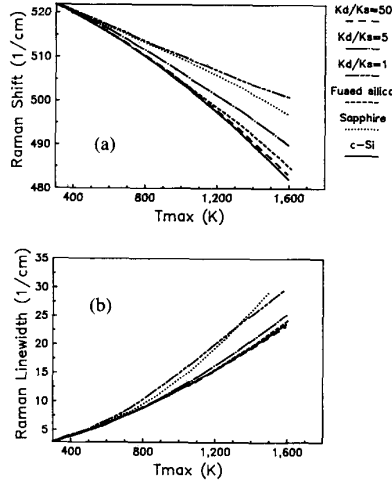 520
510
500
490
480
Raman Shift (1/cm)
(a)
400
800
1,200
1,600
Tmax (K)
Kd/Ks=50
Kd/Ks=5
Kd/Ks=1
Fused silica
Sapphire
c-Si
35
30
25
20
15
10
5
Raman Linewidth (1/cm)
(b)
400
800
1,200
1,600
Tmax (K)